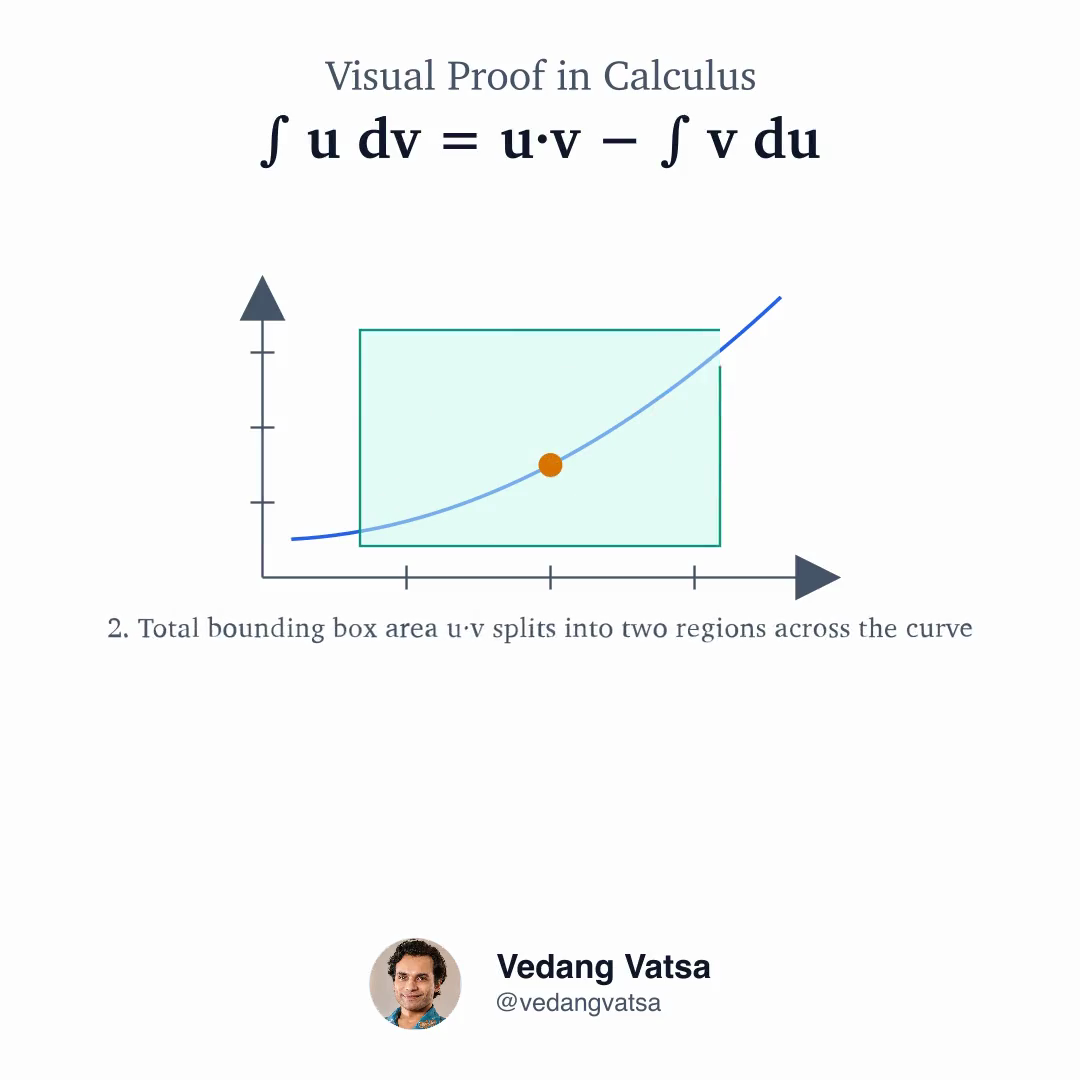 Visual Proof in Calculus
∫ u dv = u·v − ∫ v du
2. Total bounding box area u·v splits into two regions across the curve
Vedang Vatsa
@vedangvatsa